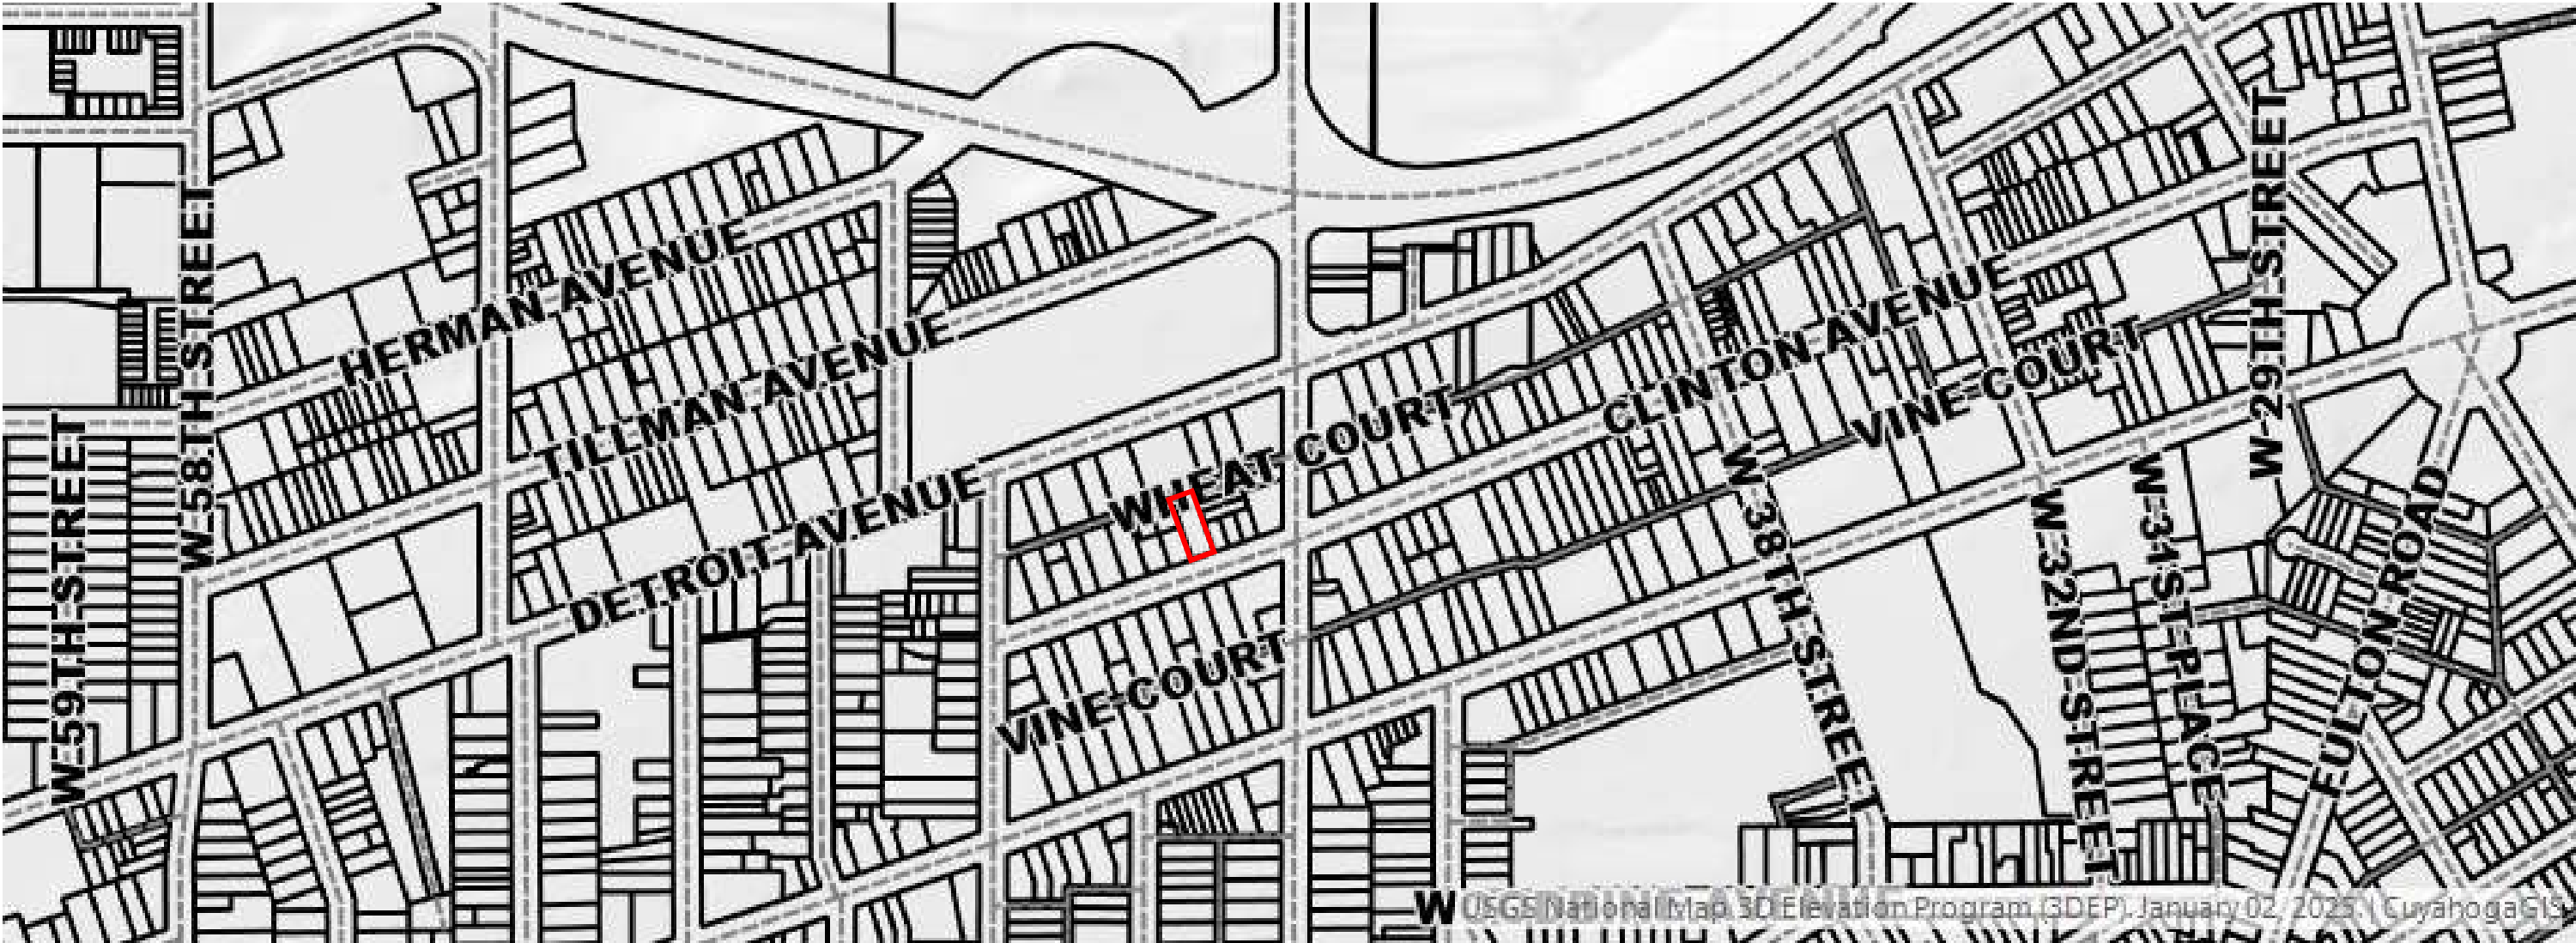 W 29TH STREET
W 58TH STREET
HERMAN AVENUE
CLINTON AVENUE
TILLMAN AVENUE
VINE COURT
WHEAT COURT
W 59TH STREET
DETROIT AVENUE
W 38TH STREET
W 32ND STREET
W 31ST PLACE
FULTON ROAD
VINE COURT
W
USGS National Map 3D Elevation Program (3DEP). January 02, 2025. | CuyahogaGIS